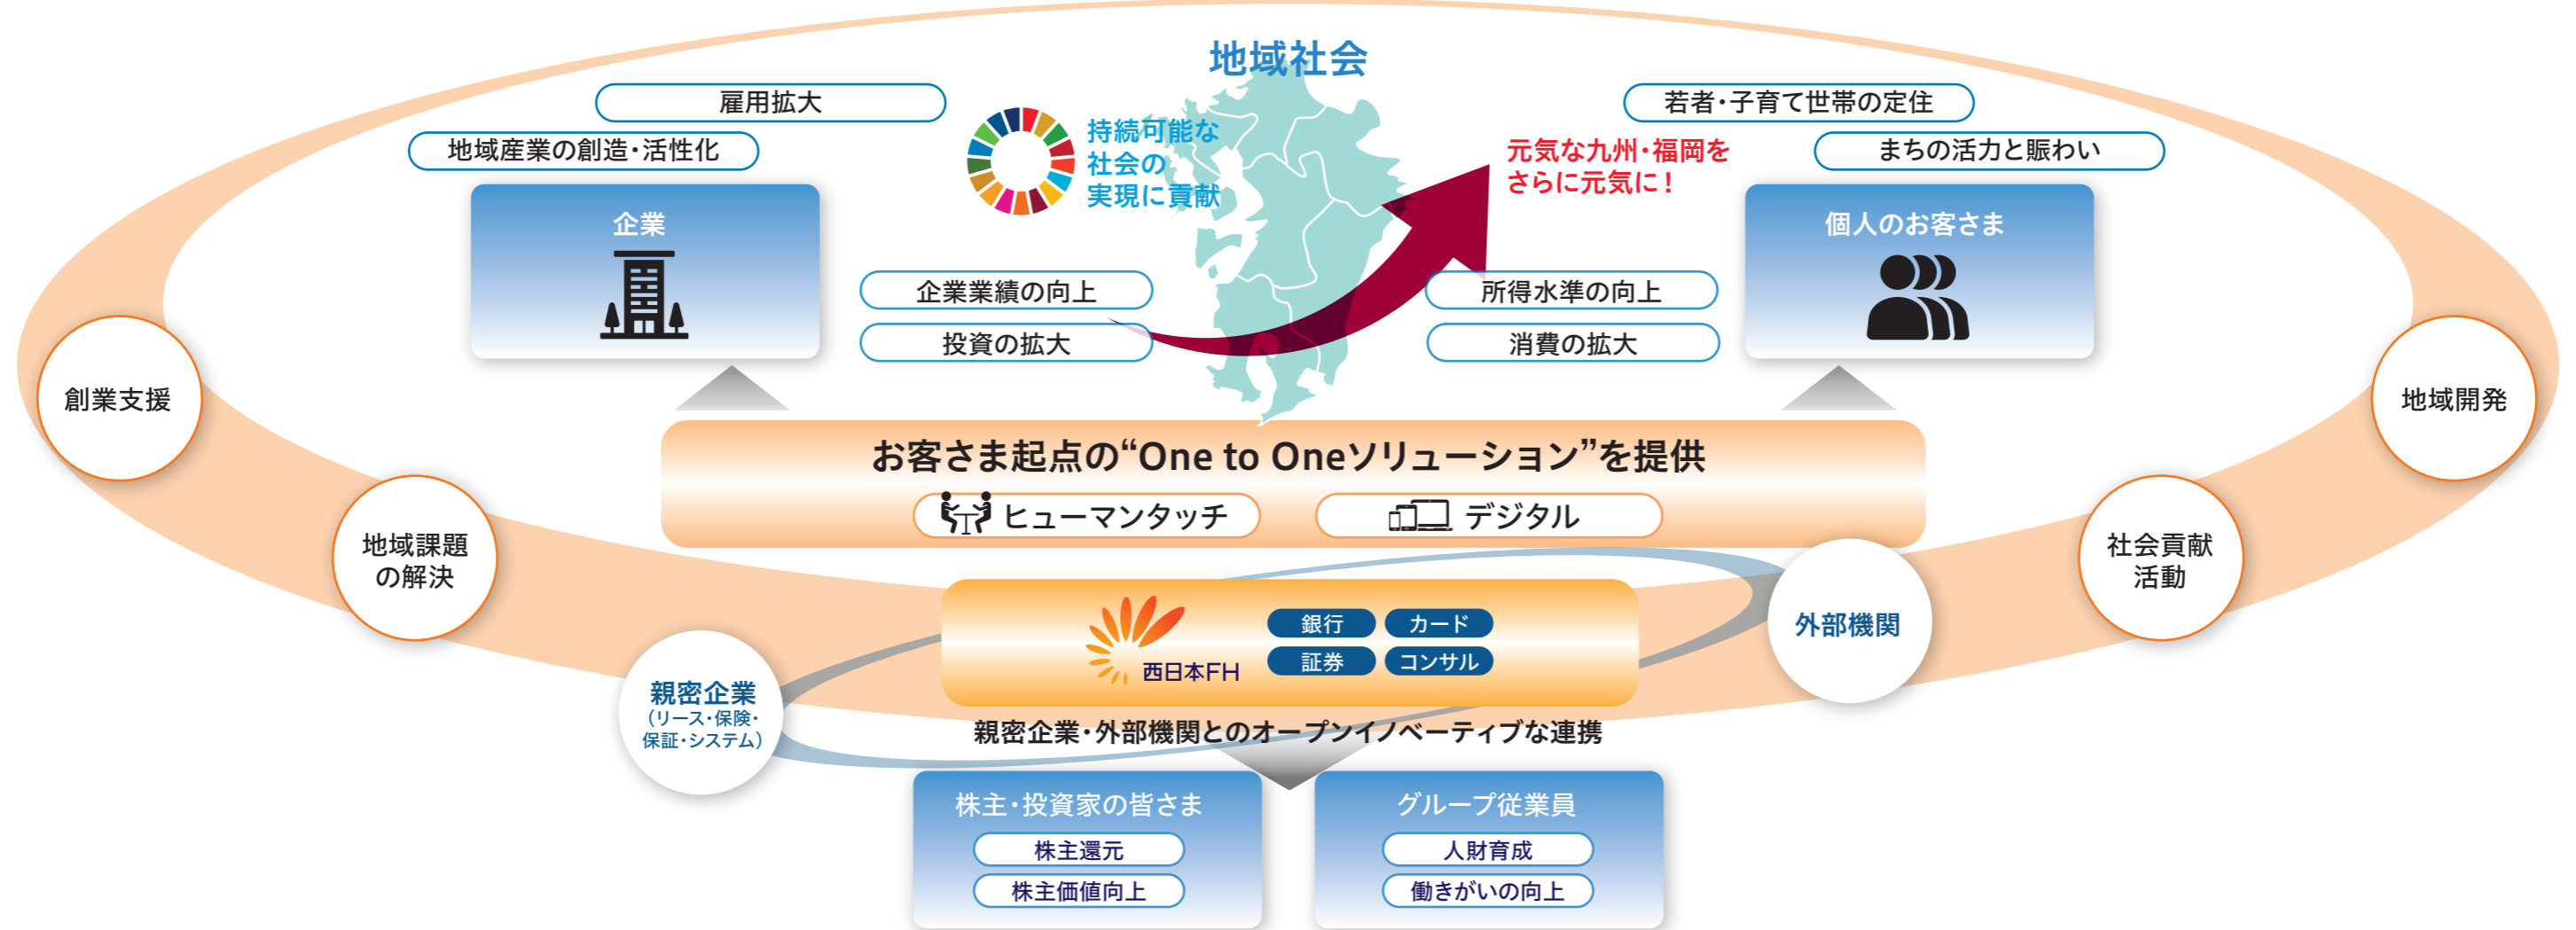 地域社会
雇用拡大
地域産業の創造・活性化
企業
持続可能な
社会の
実現に貢献
元気な九州・福岡を
さらに元気に！
若者・子育て世帯の定住
まちの活力と賑わい
個人のお客さま
企業業績の向上
投資の拡大
所得水準の向上
消費の拡大
創業支援
地域課題
の解決
お客さま起点の“One to Oneソリューション”を提供
ヒューマンタッチ
デジタル
地域開発
社会貢献
活動
親密企業
（リース・保険・
保証・システム）
西日本FH
銀行
カード
証券
コンサル
外部機関
親密企業・外部機関とのオープンイノベーティブな連携
株主・投資家の皆さま
株主還元
株主価値向上
グループ従業員
人財育成
働きがいの向上